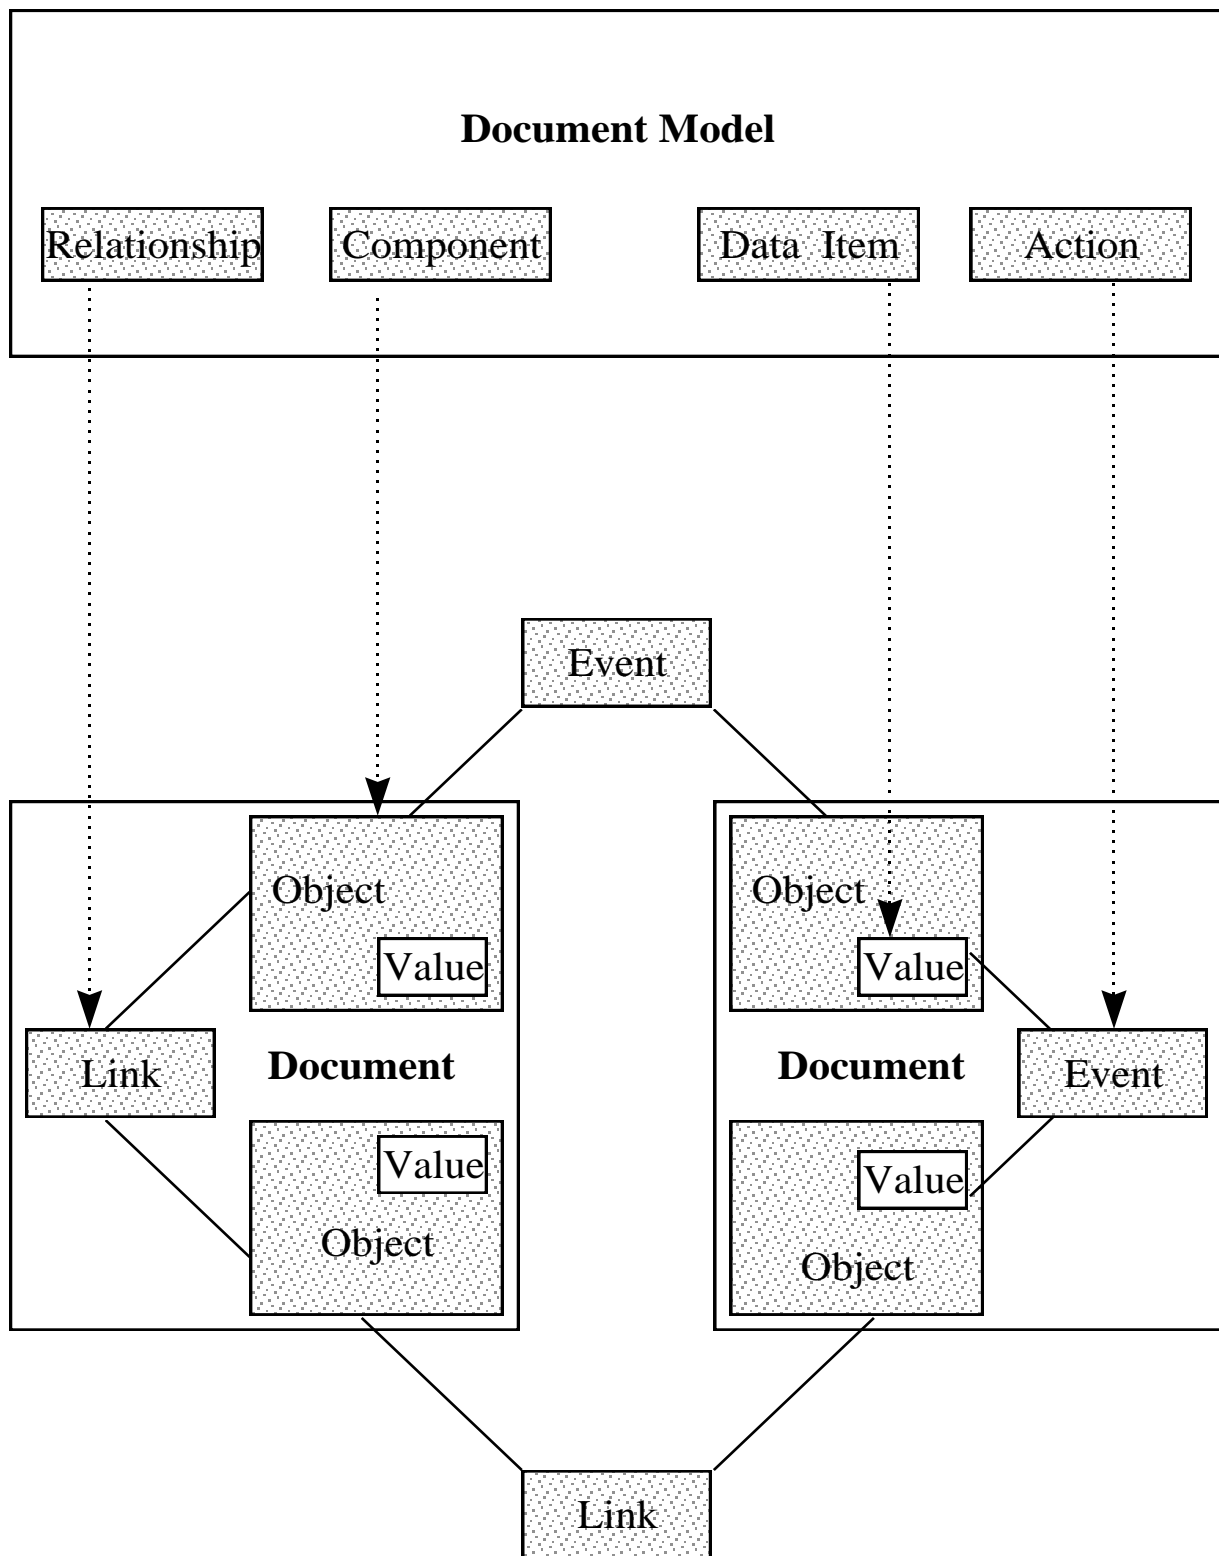 Document Model
Relationship
Component
Data Item
Action
Event
Object
Value
Object
Value
Link
Document
Document
Event
Value
Object
Value
Object
Link